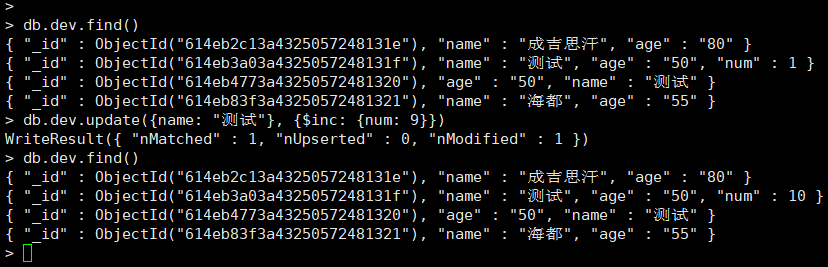 >
> db.dev.find()
{ "_id" : ObjectId("614eb2c13a4325057248131e"), "name" : "成吉思汗", "age" : "80" }
{ "_id" : ObjectId("614eb3a03a4325057248131f"), "name" : "测试", "age" : "50", "num" : 1 }
{ "_id" : ObjectId("614eb4773a43250572481320"), "age" : "50", "name" : "测试" }
{ "_id" : ObjectId("614eb83f3a43250572481321"), "name" : "海都", "age" : "55" }
> db.dev.update({name: "测试"}, {$inc: {num: 9}})
WriteResult({ "nMatched" : 1, "nUpserted" : 0, "nModified" : 1 })
> db.dev.find()
{ "_id" : ObjectId("614eb2c13a4325057248131e"), "name" : "成吉思汗", "age" : "80" }
{ "_id" : ObjectId("614eb3a03a4325057248131f"), "name" : "测试", "age" : "50", "num" : 10 }
{ "_id" : ObjectId("614eb4773a43250572481320"), "age" : "50", "name" : "测试" }
{ "_id" : ObjectId("614eb83f3a43250572481321"), "name" : "海都", "age" : "55" }
>